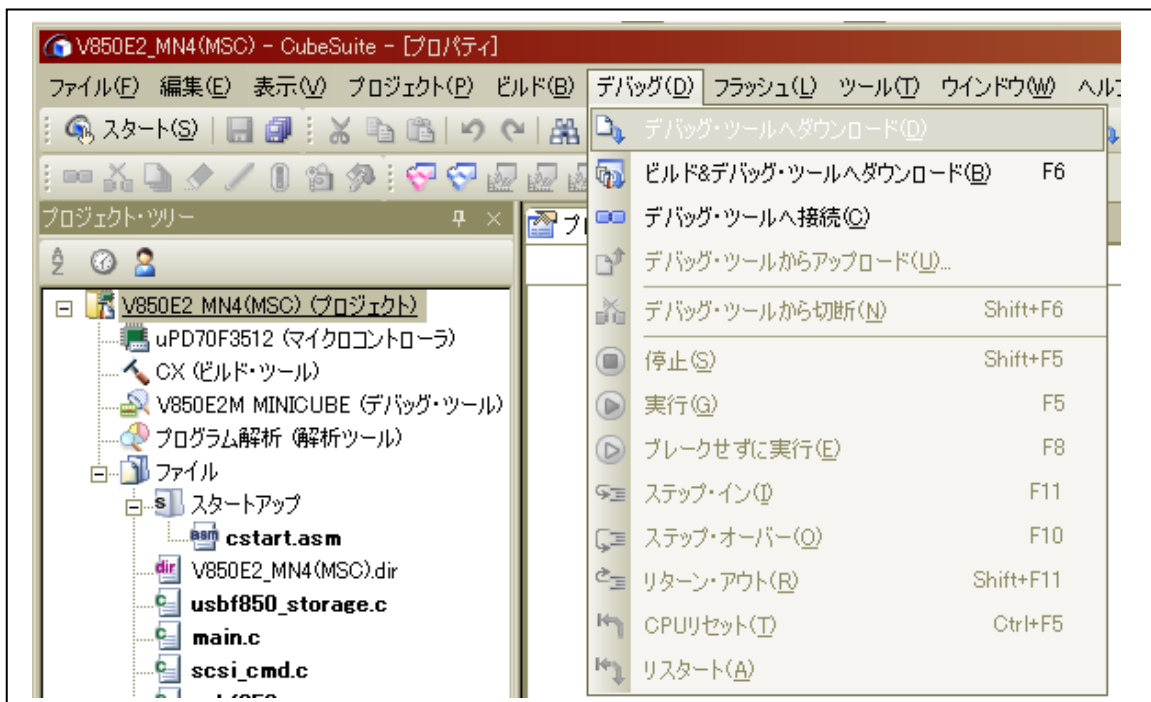 V850E2_MN4(MSC) - CubeSuite - [プロパティ]
ファイル(F) 編集(E) 表示(V) プロジェクト(P) ビルド(B) デバッグ(D) フラッシュ(L) ツール(T) ウインドウ(W)
スタート(S)
デバッグ・ツールへダウンロード(D)
ビルド&デバッグ・ツールへダウンロード(B) F6
デバッグ・ツールへ接続(C)
デバッグ・ツールからアップロード(U)...
デバッグ・ツールから切断(N) Shift+F6
停止(S) Shift+F5
実行(G) F5
ブレークせずに実行(E) F8
ステップ・イン(I) F11
ステップ・オーバー(O) F10
リターン・アウト(R) Shift+F11
CPUリセット(T) Ctrl+F5
リスタート(A)
プロジェクト・ツリー
V850E2_MN4(MSC) (プロジェクト)
uPD70F3512 (マイクロコントローラ)
CX (ビルド・ツール)
V850E2M MINICUBE (デバッグ・ツール)
プログラム解析 (解析ツール)
ファイル
スタートアップ
cstart.asm
V850E2_MN4(MSC).dir
usbf850_storage.c
main.c
scsi_cmd.c